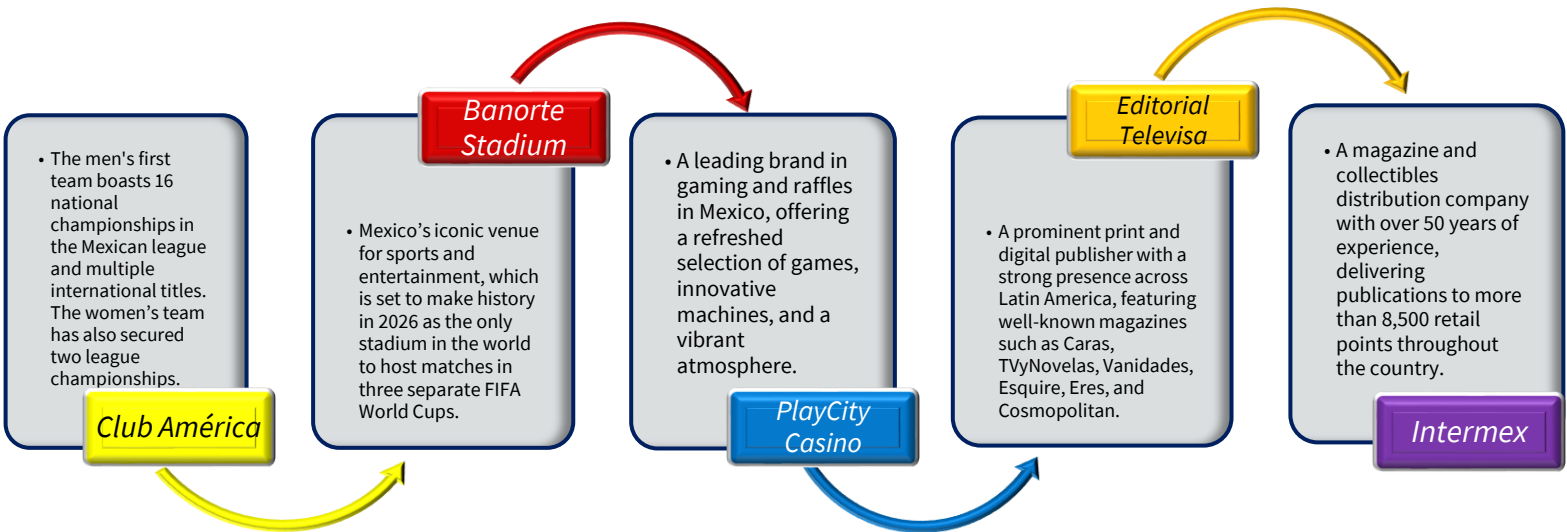 • The men's first
team boasts 16
national
championships in
the Mexican league
and multiple
international titles.
The women’s team
has also secured
two league
championships.
Club América
Banorte
Stadium
• Mexico’s iconic venue
for sports and
entertainment, which
is set to make history
in 2026 as the only
stadium in the world
to host matches in
three separate FIFA
World Cups.
• A leading brand in
gaming and raffles
in Mexico, offering
a refreshed
selection of games,
innovative
machines, and a
vibrant
atmosphere.
PlayCity
Casino
Editorial
Televisa
• A prominent print and
digital publisher with a
strong presence across
Latin America, featuring
well-known magazines
such as Caras,
TVyNovelas, Vanidades,
Esquire, Eres, and
Cosmopolitan.
• A magazine and
collectibles
distribution company
with over 50 years of
experience,
delivering
publications to more
than 8,500 retail
points throughout
the country.
Intermex